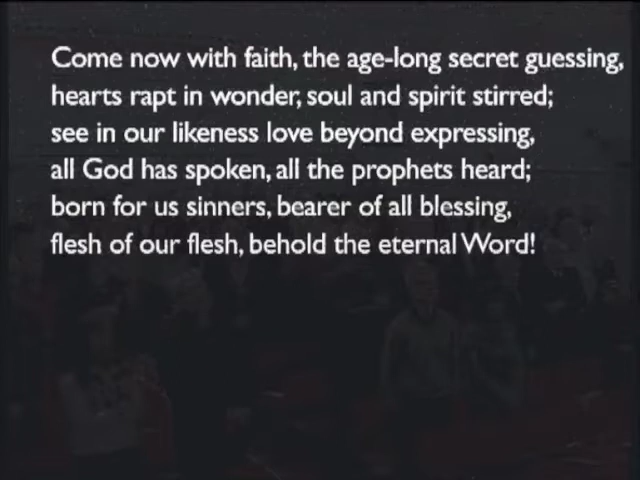 Come now with faith, the age-long secret guessing,
hearts rapt in wonder, soul and spirit stirred;
see in our likeness love beyond expressing,
all God has spoken, all the prophets heard;
born for us sinners, bearer of all blessing,
flesh of our flesh, behold the eternal Word!